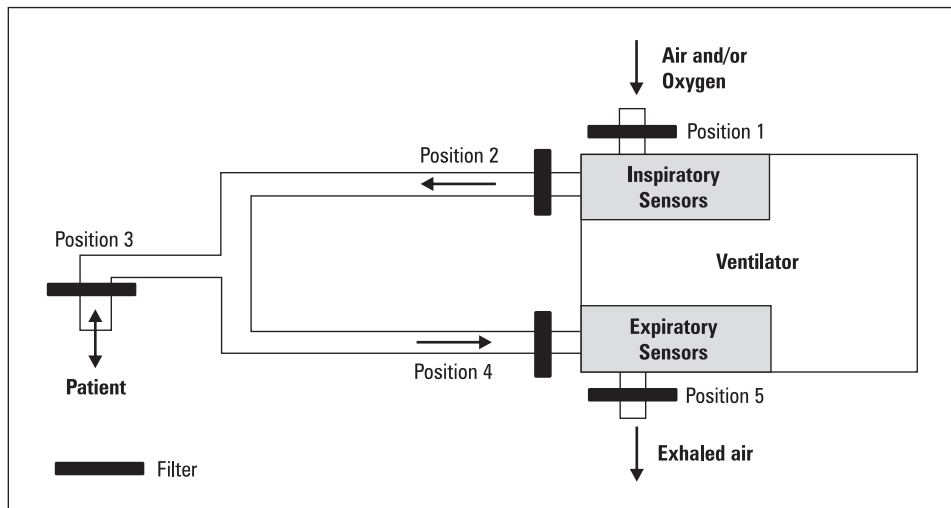 Air and/or
Oxygen
Position 1
Position 2
Inspiratory
Sensors
Position 3
Ventilator
Expiratory
Sensors
Position 4
Patient
Position 5
Exhaled air
Filter